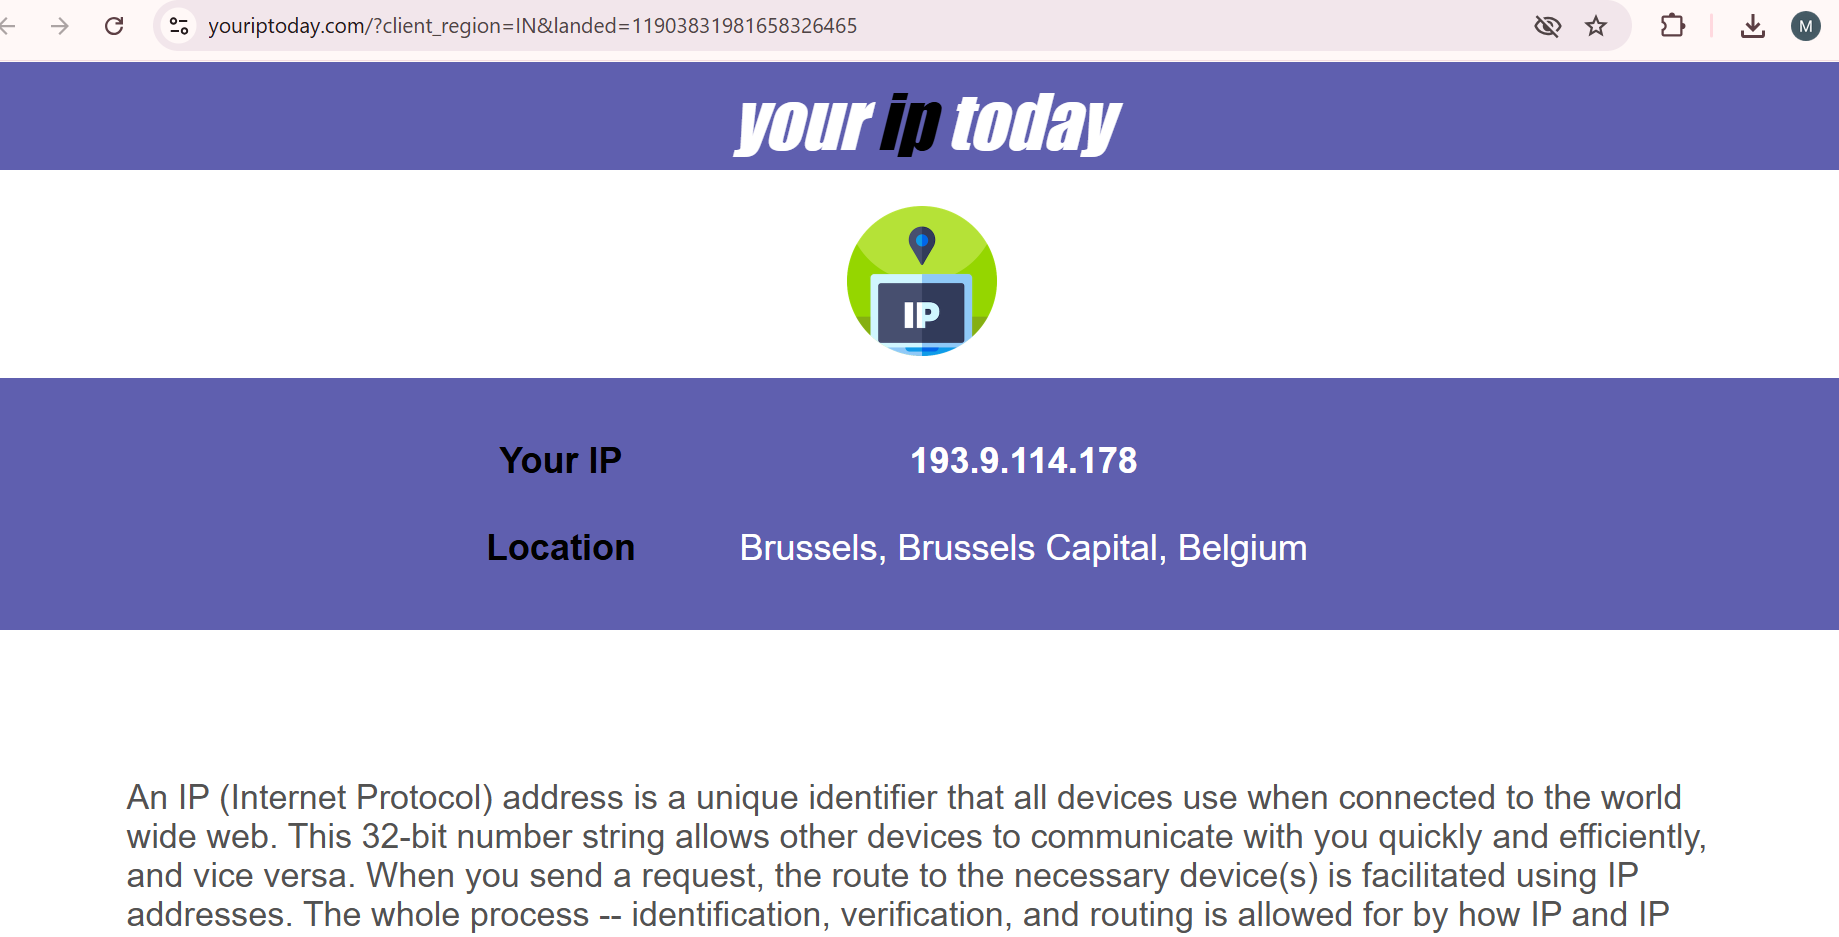 youriptoday.com/?client_region=IN&landed=11903831981658326465
M
your ip today
IP
Your IP 193.9.114.178
Location Brussels, Brussels Capital, Belgium
An IP (Internet Protocol) address is a unique identifier that all devices use when connected to the world
wide web. This 32-bit number string allows other devices to communicate with you quickly and efficiently,
and vice versa. When you send a request, the route to the necessary device(s) is facilitated using IP
addresses. The whole process -- identification, verification, and routing is allowed for by how IP and IP